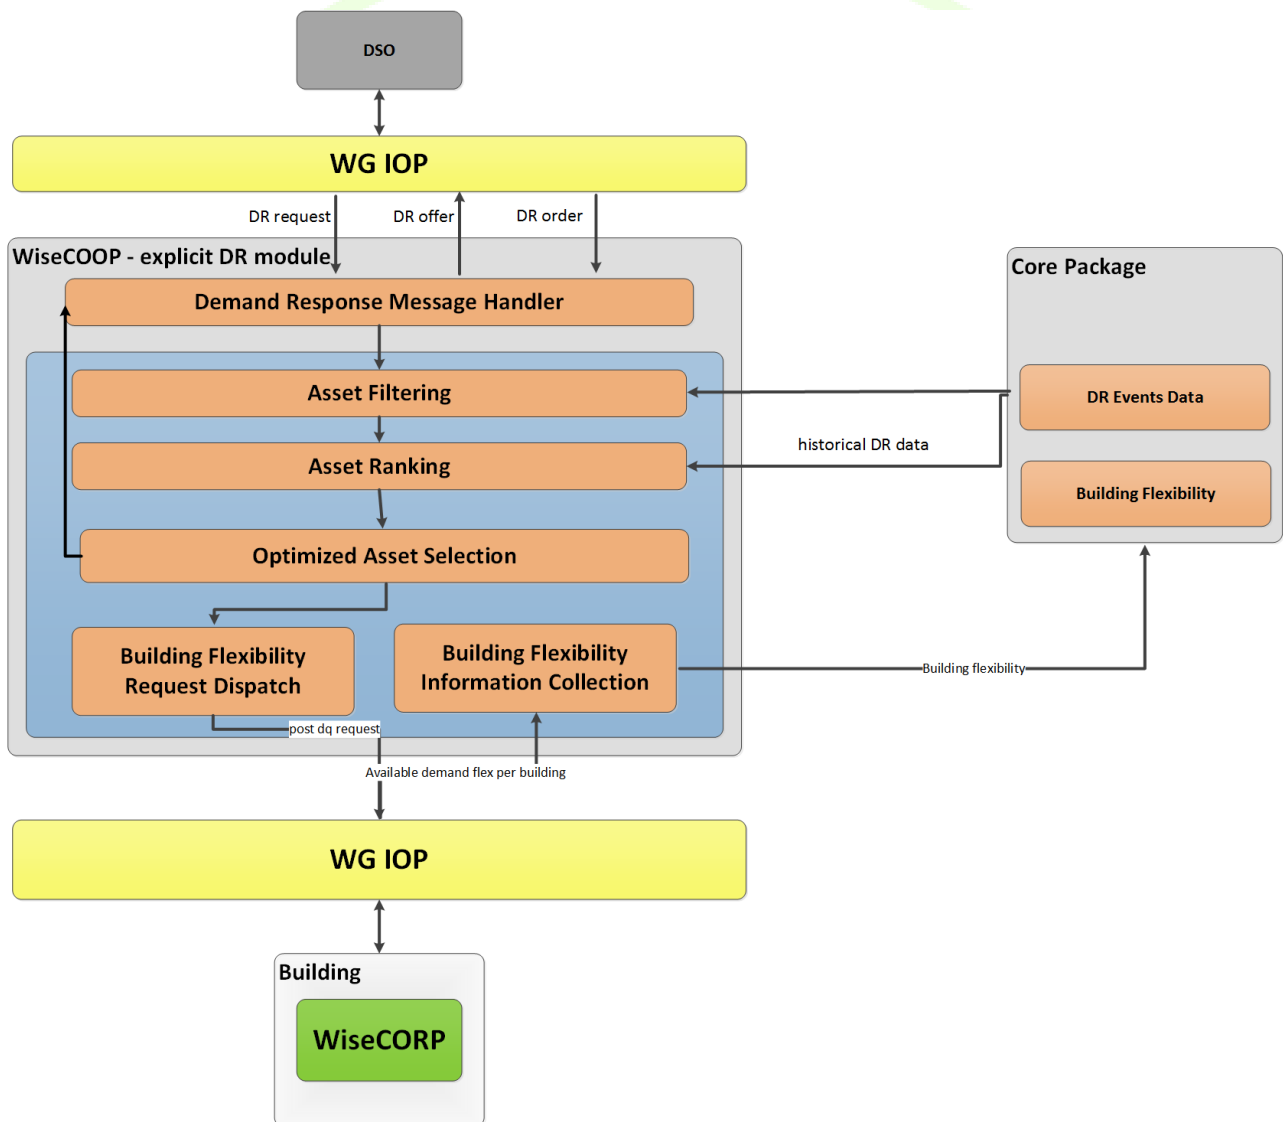 DSO
WG IOP
DR request
DR offer
DR order
WiseCOOP - explicit DR module
Core Package
Demand Response Message Handler
Asset Filtering
DR Events Data
historical DR data
Asset Ranking
Building Flexibility
Optimized Asset Selection
Building Flexibility
Request Dispatch
Building Flexibility
Information Collection
Building flexibility
post dq request
Available demand flex per building
WG IOP
Building
WiseCORP